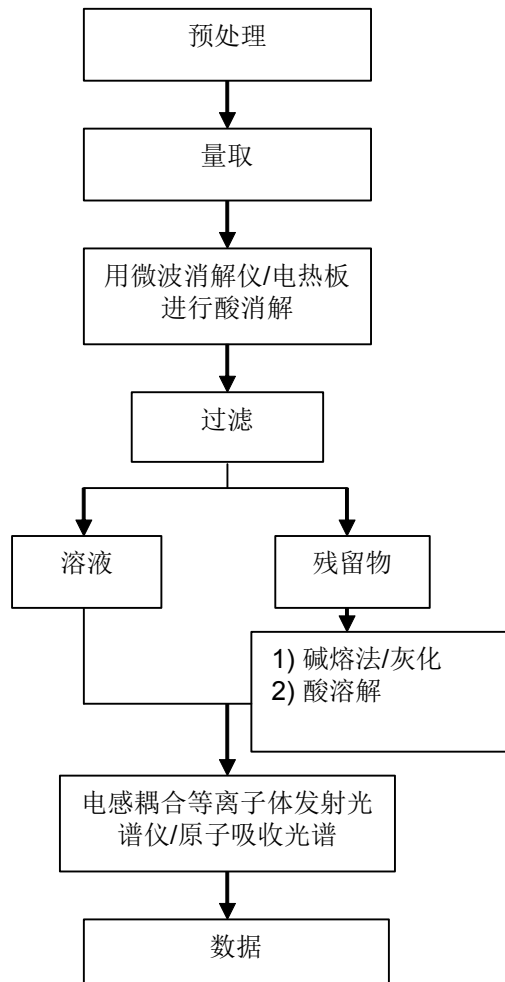 预处理
量取
用微波消解仪/电热板
进行酸消解
过滤
溶液
残留物
1) 碱熔法/灰化
2) 酸溶解
电感耦合等离子体发射光
谱仪/原子吸收光谱
数据